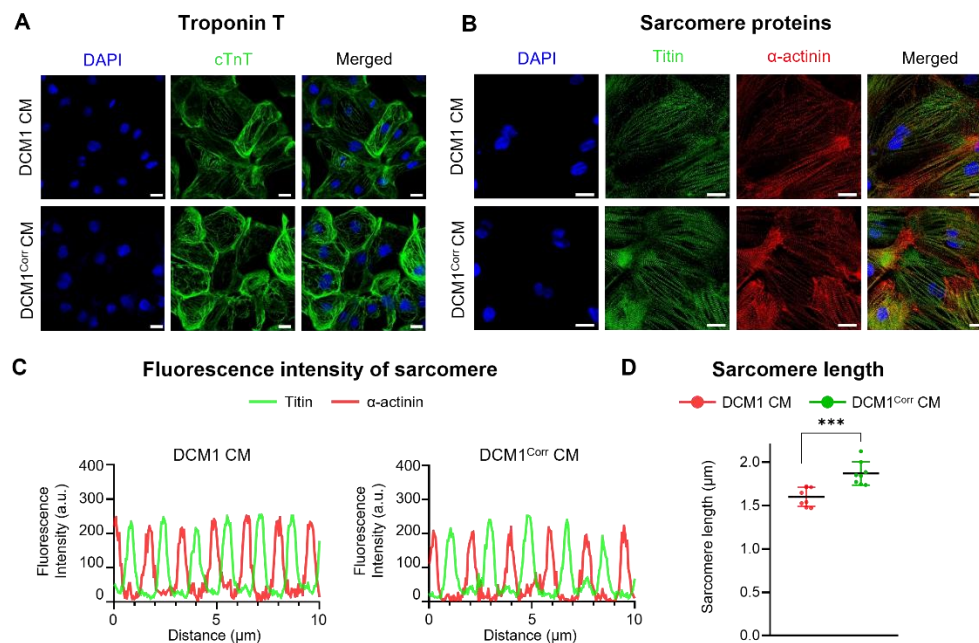 A Troponin T
DAPI cTnT Merged
DCM1 CM
DCM1Corr CM
B Sarcomere proteins
DAPI Titin α-actinin Merged
DCM1 CM
DCM1Corr CM
C Fluorescence intensity of sarcomere
Titin α-actinin
DCM1 CM
Fluorescence
Intensity (a.u.)
400
300
200
100
0
0 5 10
Distance (µm)
DCM1Corr CM
Fluorescence
Intensity (a.u.)
400
300
200
100
0
0 5 10
Distance (µm)
D Sarcomere length
DCM1 CM DCM1Corr CM
***
Sarcomere length (µm)
2.0
1.5
1.0
0.5
0.0